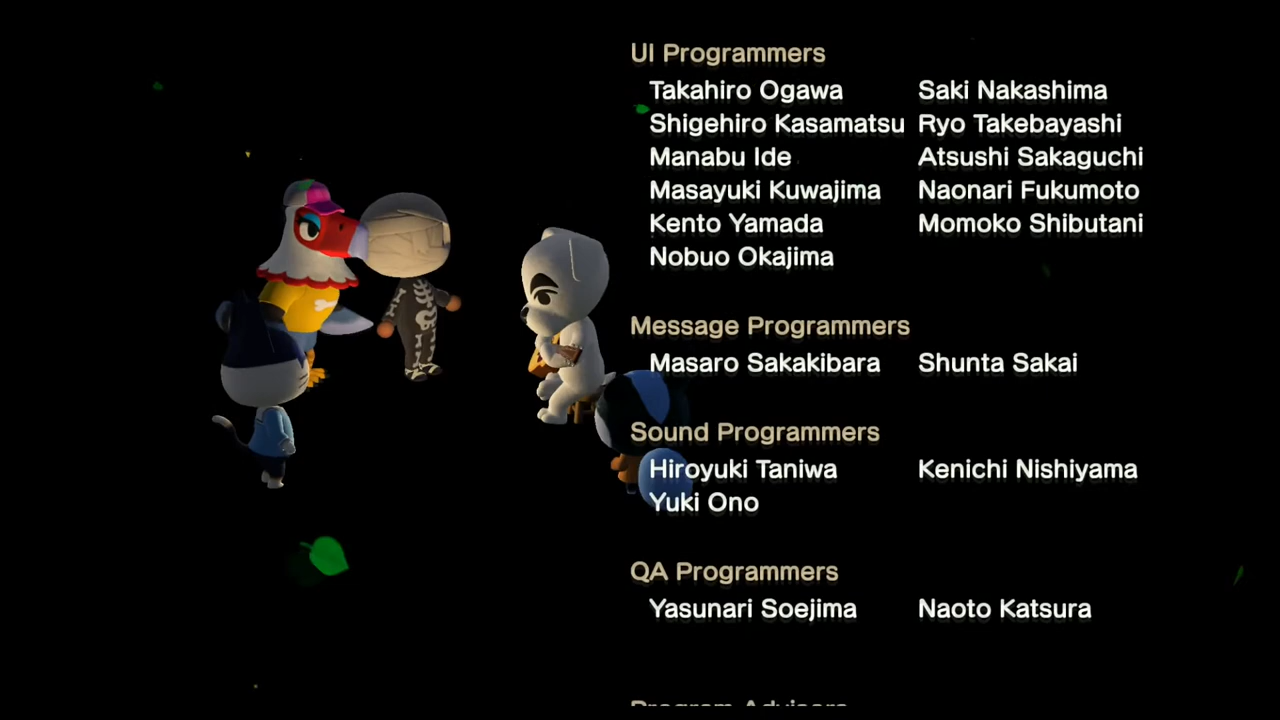 UI Programmers
Takahiro Ogawa Saki Nakashima
Shigehiro Kasamatsu Ryo Takebayashi
Manabu Ide Atsushi Sakaguchi
Masayuki Kuwajima Naonari Fukumoto
Kento Yamada Momoko Shibutani
Nobuo Okajima
Message Programmers
Masaro Sakakibara Shunta Sakai
Sound Programmers
Hiroyuki Taniwa Kenichi Nishiyama
Yuki Ono
QA Programmers
Yasunari Soejima Naoto Katsura
Program Advisors